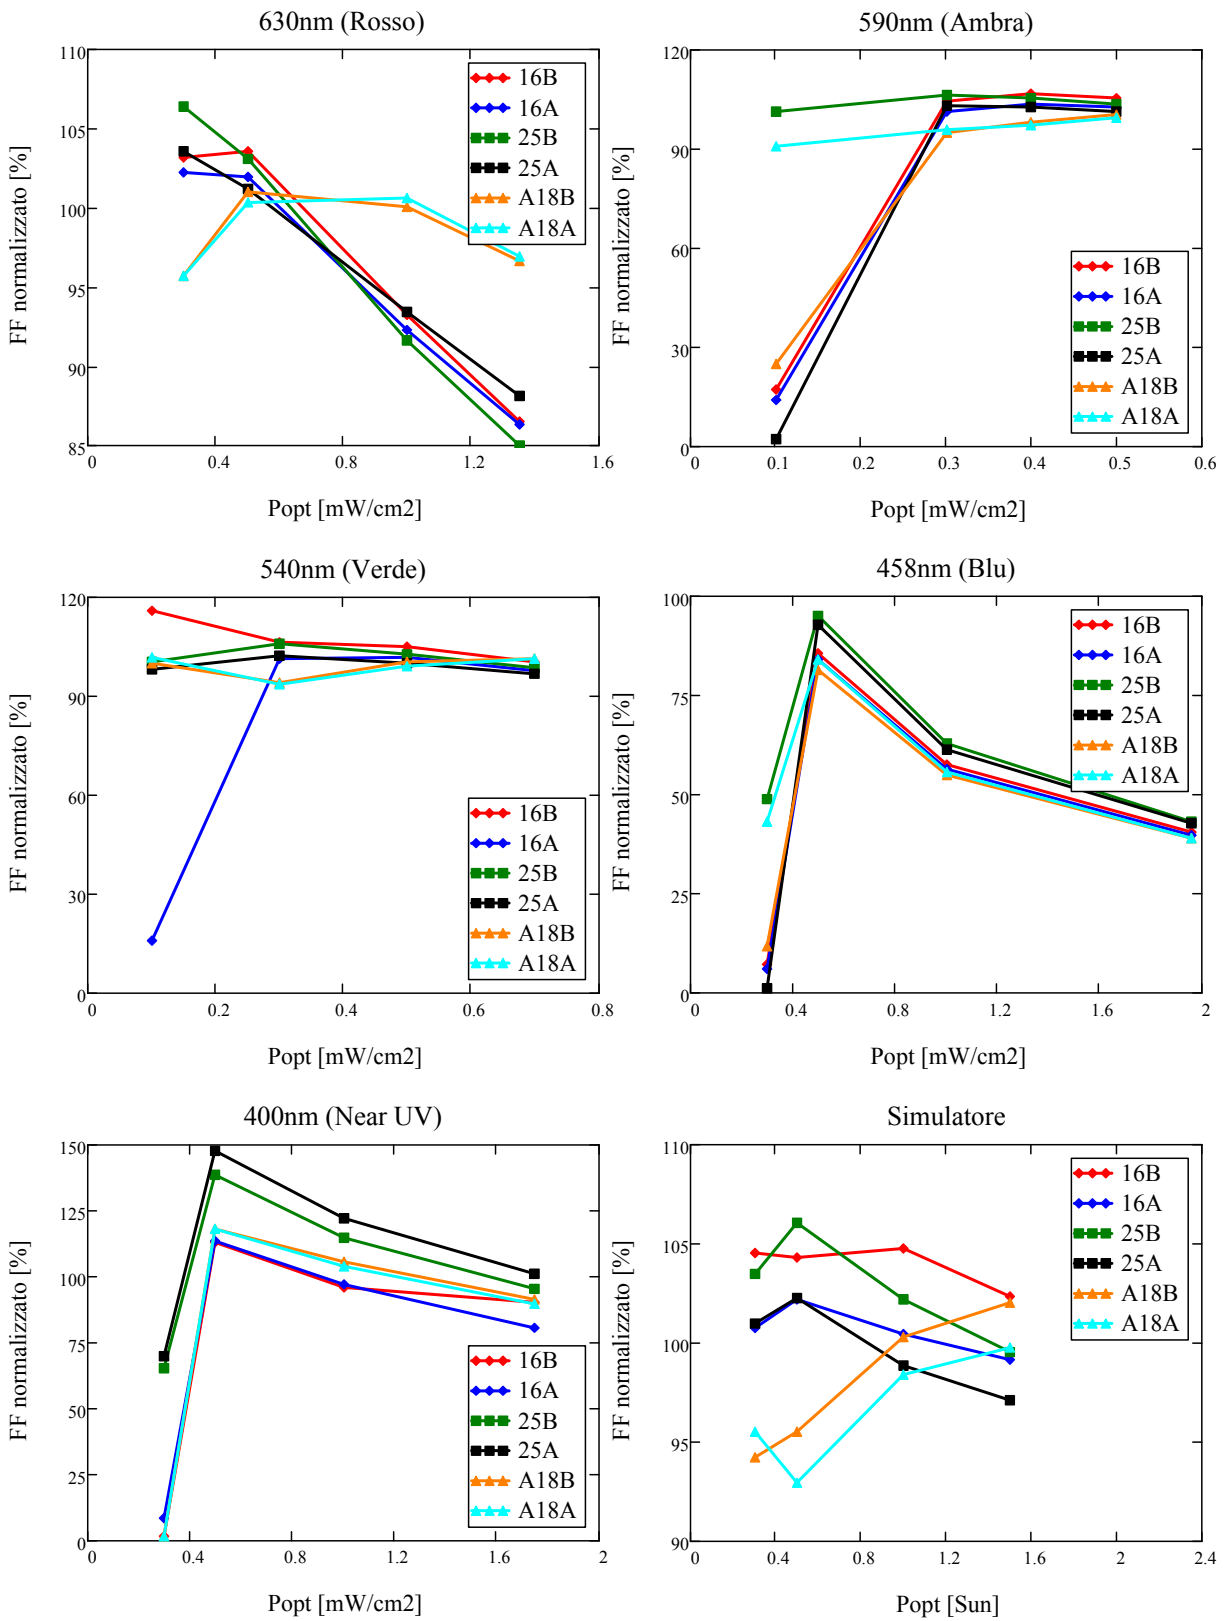 630nm (Rosso)
110
105
100
95
90
85
0
0.4
0.8
1.2
1.6
FF normalizzato [%]
Popt [mW/cm2]
16B
16A
25B
25A
A18B
A18A
590nm (Ambra)
120
90
60
30
0
0
0.1
0.2
0.3
0.4
0.5
0.6
FF normalizzato [%]
Popt [mW/cm2]
16B
16A
25B
25A
A18B
A18A
540nm (Verde)
120
90
60
30
0
0
0.2
0.4
0.6
0.8
FF normalizzato [%]
Popt [mW/cm2]
16B
16A
25B
25A
A18B
A18A
458nm (Blu)
100
75
50
25
0
0
0.4
0.8
1.2
1.6
2
FF normalizzato [%]
Popt [mW/cm2]
16B
16A
25B
25A
A18B
A18A
400nm (Near UV)
150
125
100
75
50
25
0
0
0.4
0.8
1.2
1.6
2
FF normalizzato [%]
Popt [mW/cm2]
16B
16A
25B
25A
A18B
A18A
Simulatore
110
105
100
95
90
0
0.4
0.8
1.2
1.6
2
2.4
FF normalizzato [%]
Popt [Sun]
16B
16A
25B
25A
A18B
A18A